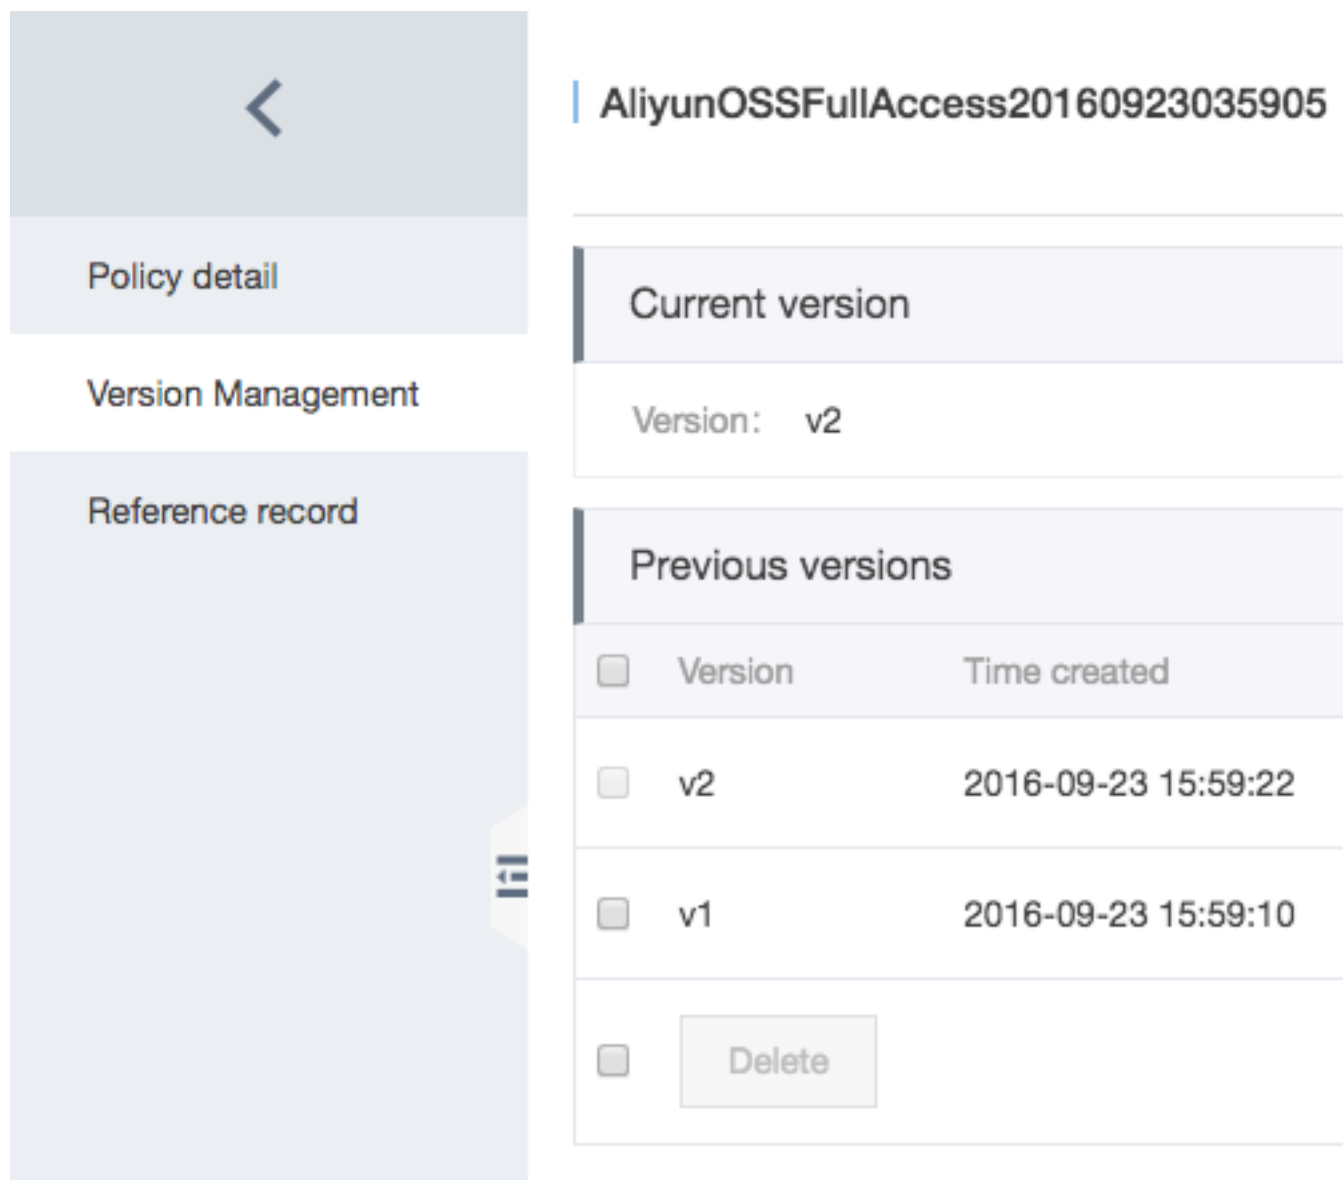 AliyunOSSFullAccess20160923035905
Policy detail
Version Management
Reference record
Current version
Version: v2
Previous versions
Version Time created
v2 2016-09-23 15:59:22
v1 2016-09-23 15:59:10
Delete